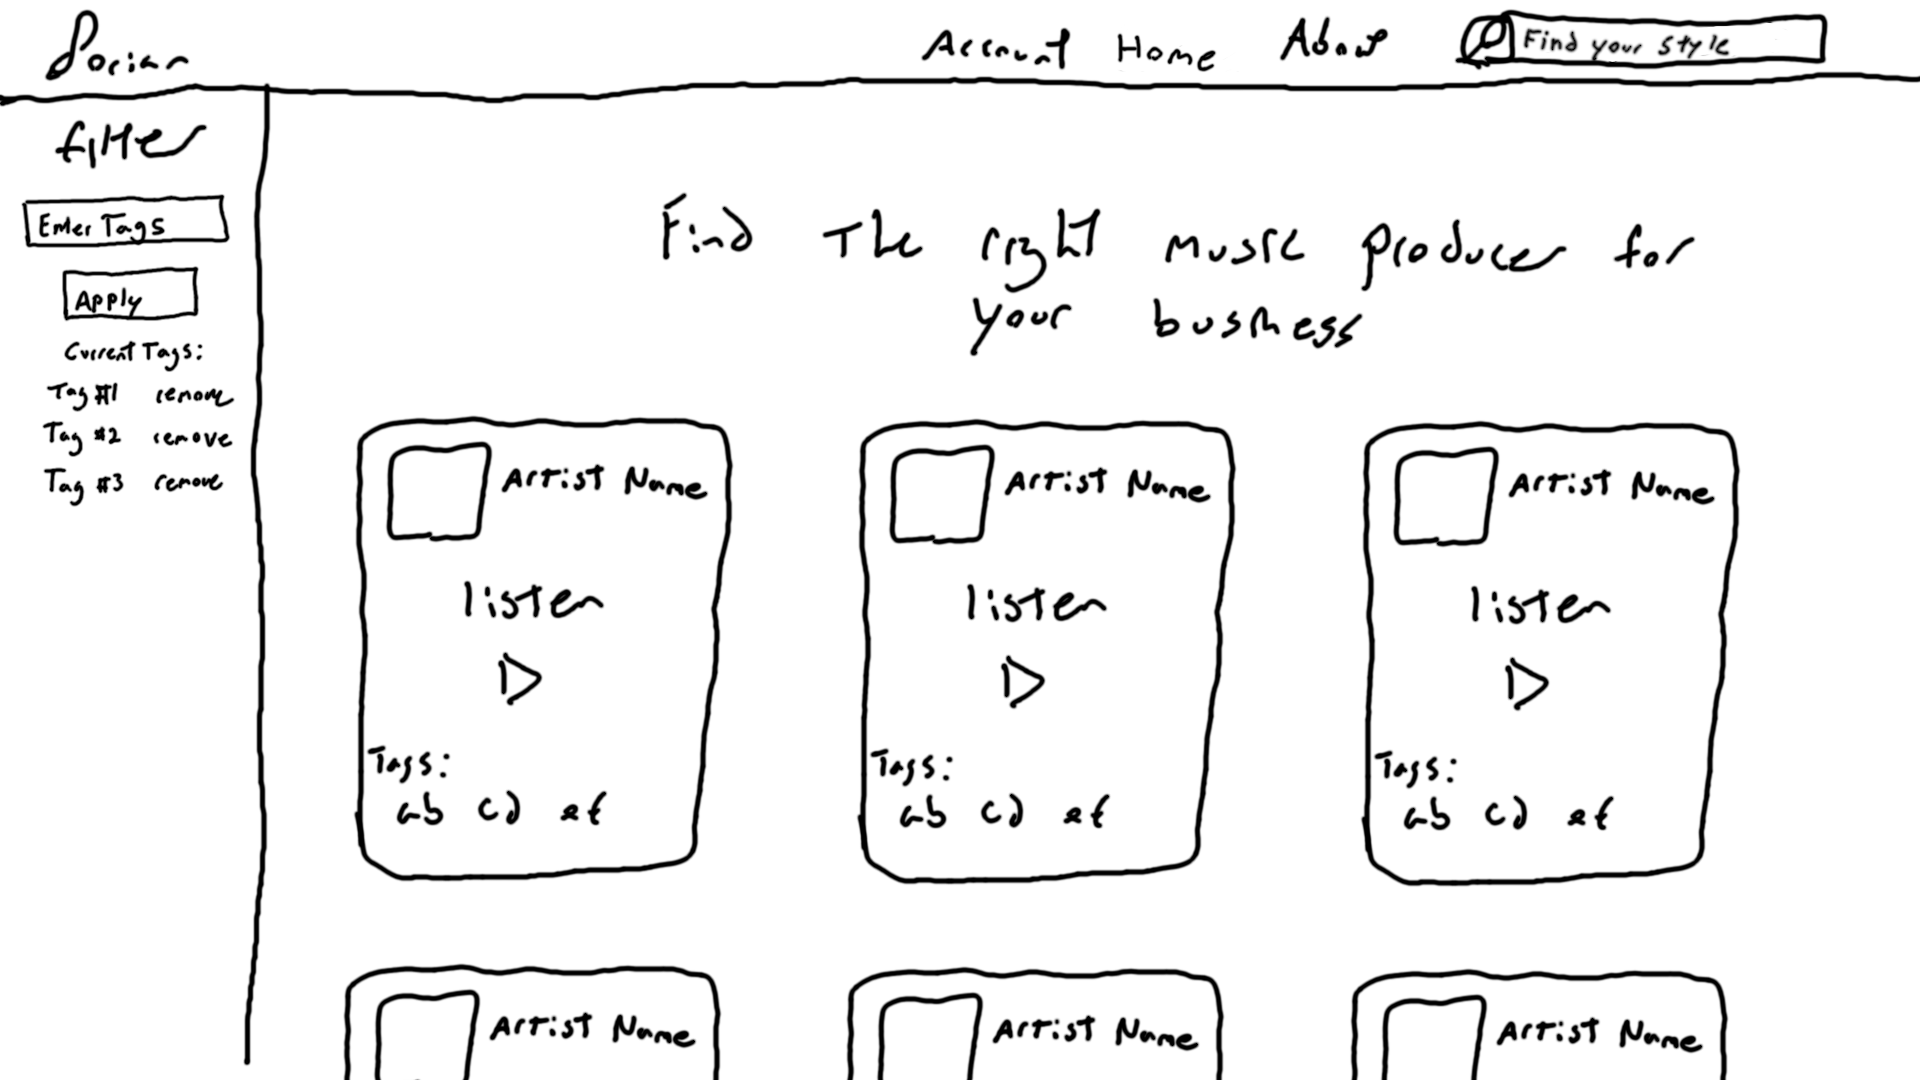 Dorian
Account Home About Find your style
filter
Enter Tags
Apply
Current Tags:
Tag #1 remove
Tag #2 remove
Tag #3 remove
Find The right music producer for
your business
Artist Name
listen
Tags:
ab cd ef
Artist Name
listen
Tags:
ab cd ef
Artist Name
listen
Tags:
ab cd ef
Artist Name
Artist Name
Artist Name